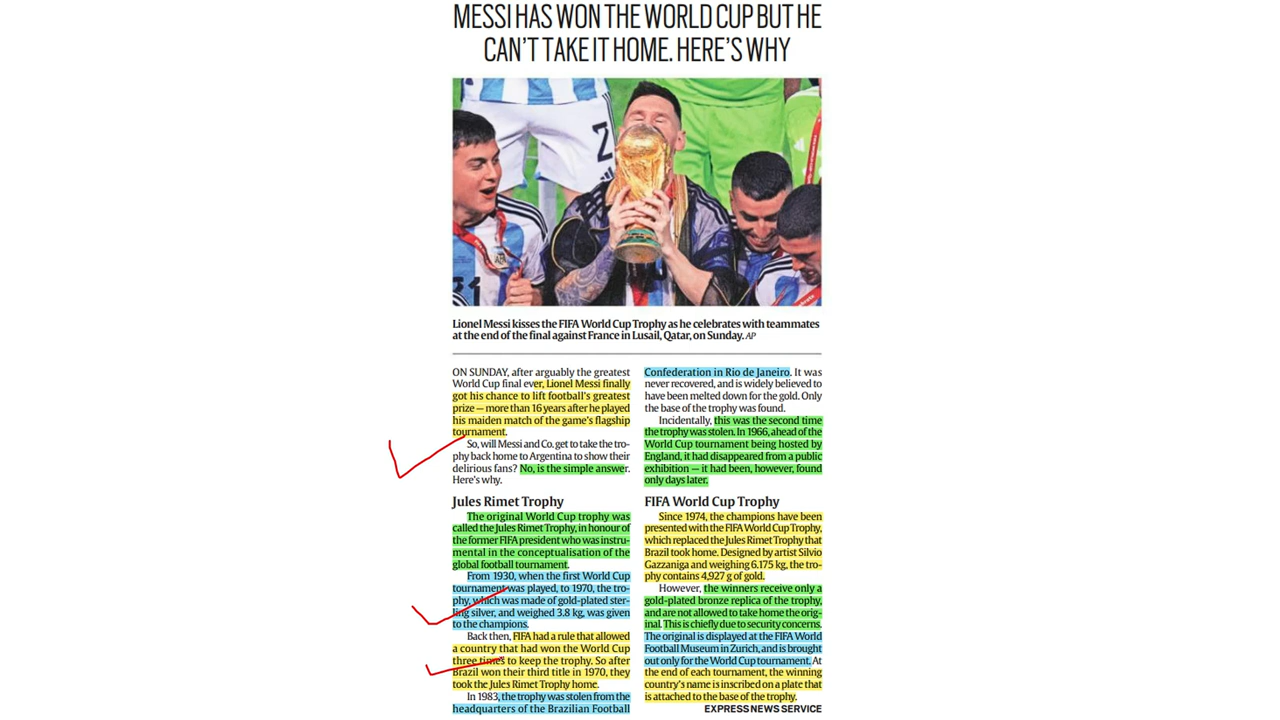 MESSI HAS WON THE WORLD CUP BUT HE
CAN'T TAKE IT HOME. HERE'S WHY
2
Lionel Messi kisses the FIFA World Cup Trophy as he celebrates with teammates
at the end of the final against France in Lusail, Qatar, on Sunday. AP
ON SUNDAY, after arguably the greatest
World Cup final ever, Lionel Messi finally
got his chance to lift football's greatest
prize — more than 16 years after he played
his maiden match of the game's flagship
tournament.
So, will Messi and Co. get to take the tro-
phy back home to Argentina to show their
delirious fans? No, is the simple answer.
Here's why.
Jules Rimet Trophy
The original World Cup trophy was
called the Jules Rimet Trophy, in honour of
the former FIFA president who was instru-
mental in the conceptualisation of the
global football tournament.
From 1930, when the first World Cup
tournament was played, to 1970, the tro-
phy, which was made of gold-plated ster-
ling silver, and weighed 3.8 kg, was given
to the champions.
Back then, FIFA had a rule that allowed
a country that had won the World Cup
three times to keep the trophy. So after
Brazil won their third title in 1970, they
took the Jules Rimet Trophy home.
In 1983, the trophy was stolen from the
headquarters of the Brazilian Football
Confederation in Rio de Janeiro. It was
never recovered, and is widely believed to
have been melted down for the gold. Only
the base of the trophy was found.
Incidentally, this was the second time
the trophy was stolen. In 1966, ahead of the
World Cup tournament being hosted by
England, it had disappeared from a public
exhibition — it had been, however, found
only days later.
FIFA World Cup Trophy
Since 1974, the champions have been
presented with the FIFA World Cup Trophy,
which replaced the Jules Rimet Trophy that
Brazil took home. Designed by artist Silvio
Gazzaniga and weighing 6.175 kg, the tro-
phy contains 4,927 g of gold.
However, the winners receive only a
gold-plated bronze replica of the trophy,
and are not allowed to take home the orig-
inal. This is chiefly due to security concerns.
The original is displayed at the FIFA World
Football Museum in Zurich, and is brought
out only for the World Cup tournament. At
the end of each tournament, the winning
country's name is inscribed on a plate that
is attached to the base of the trophy.
EXPRESS NEWS SERVICE